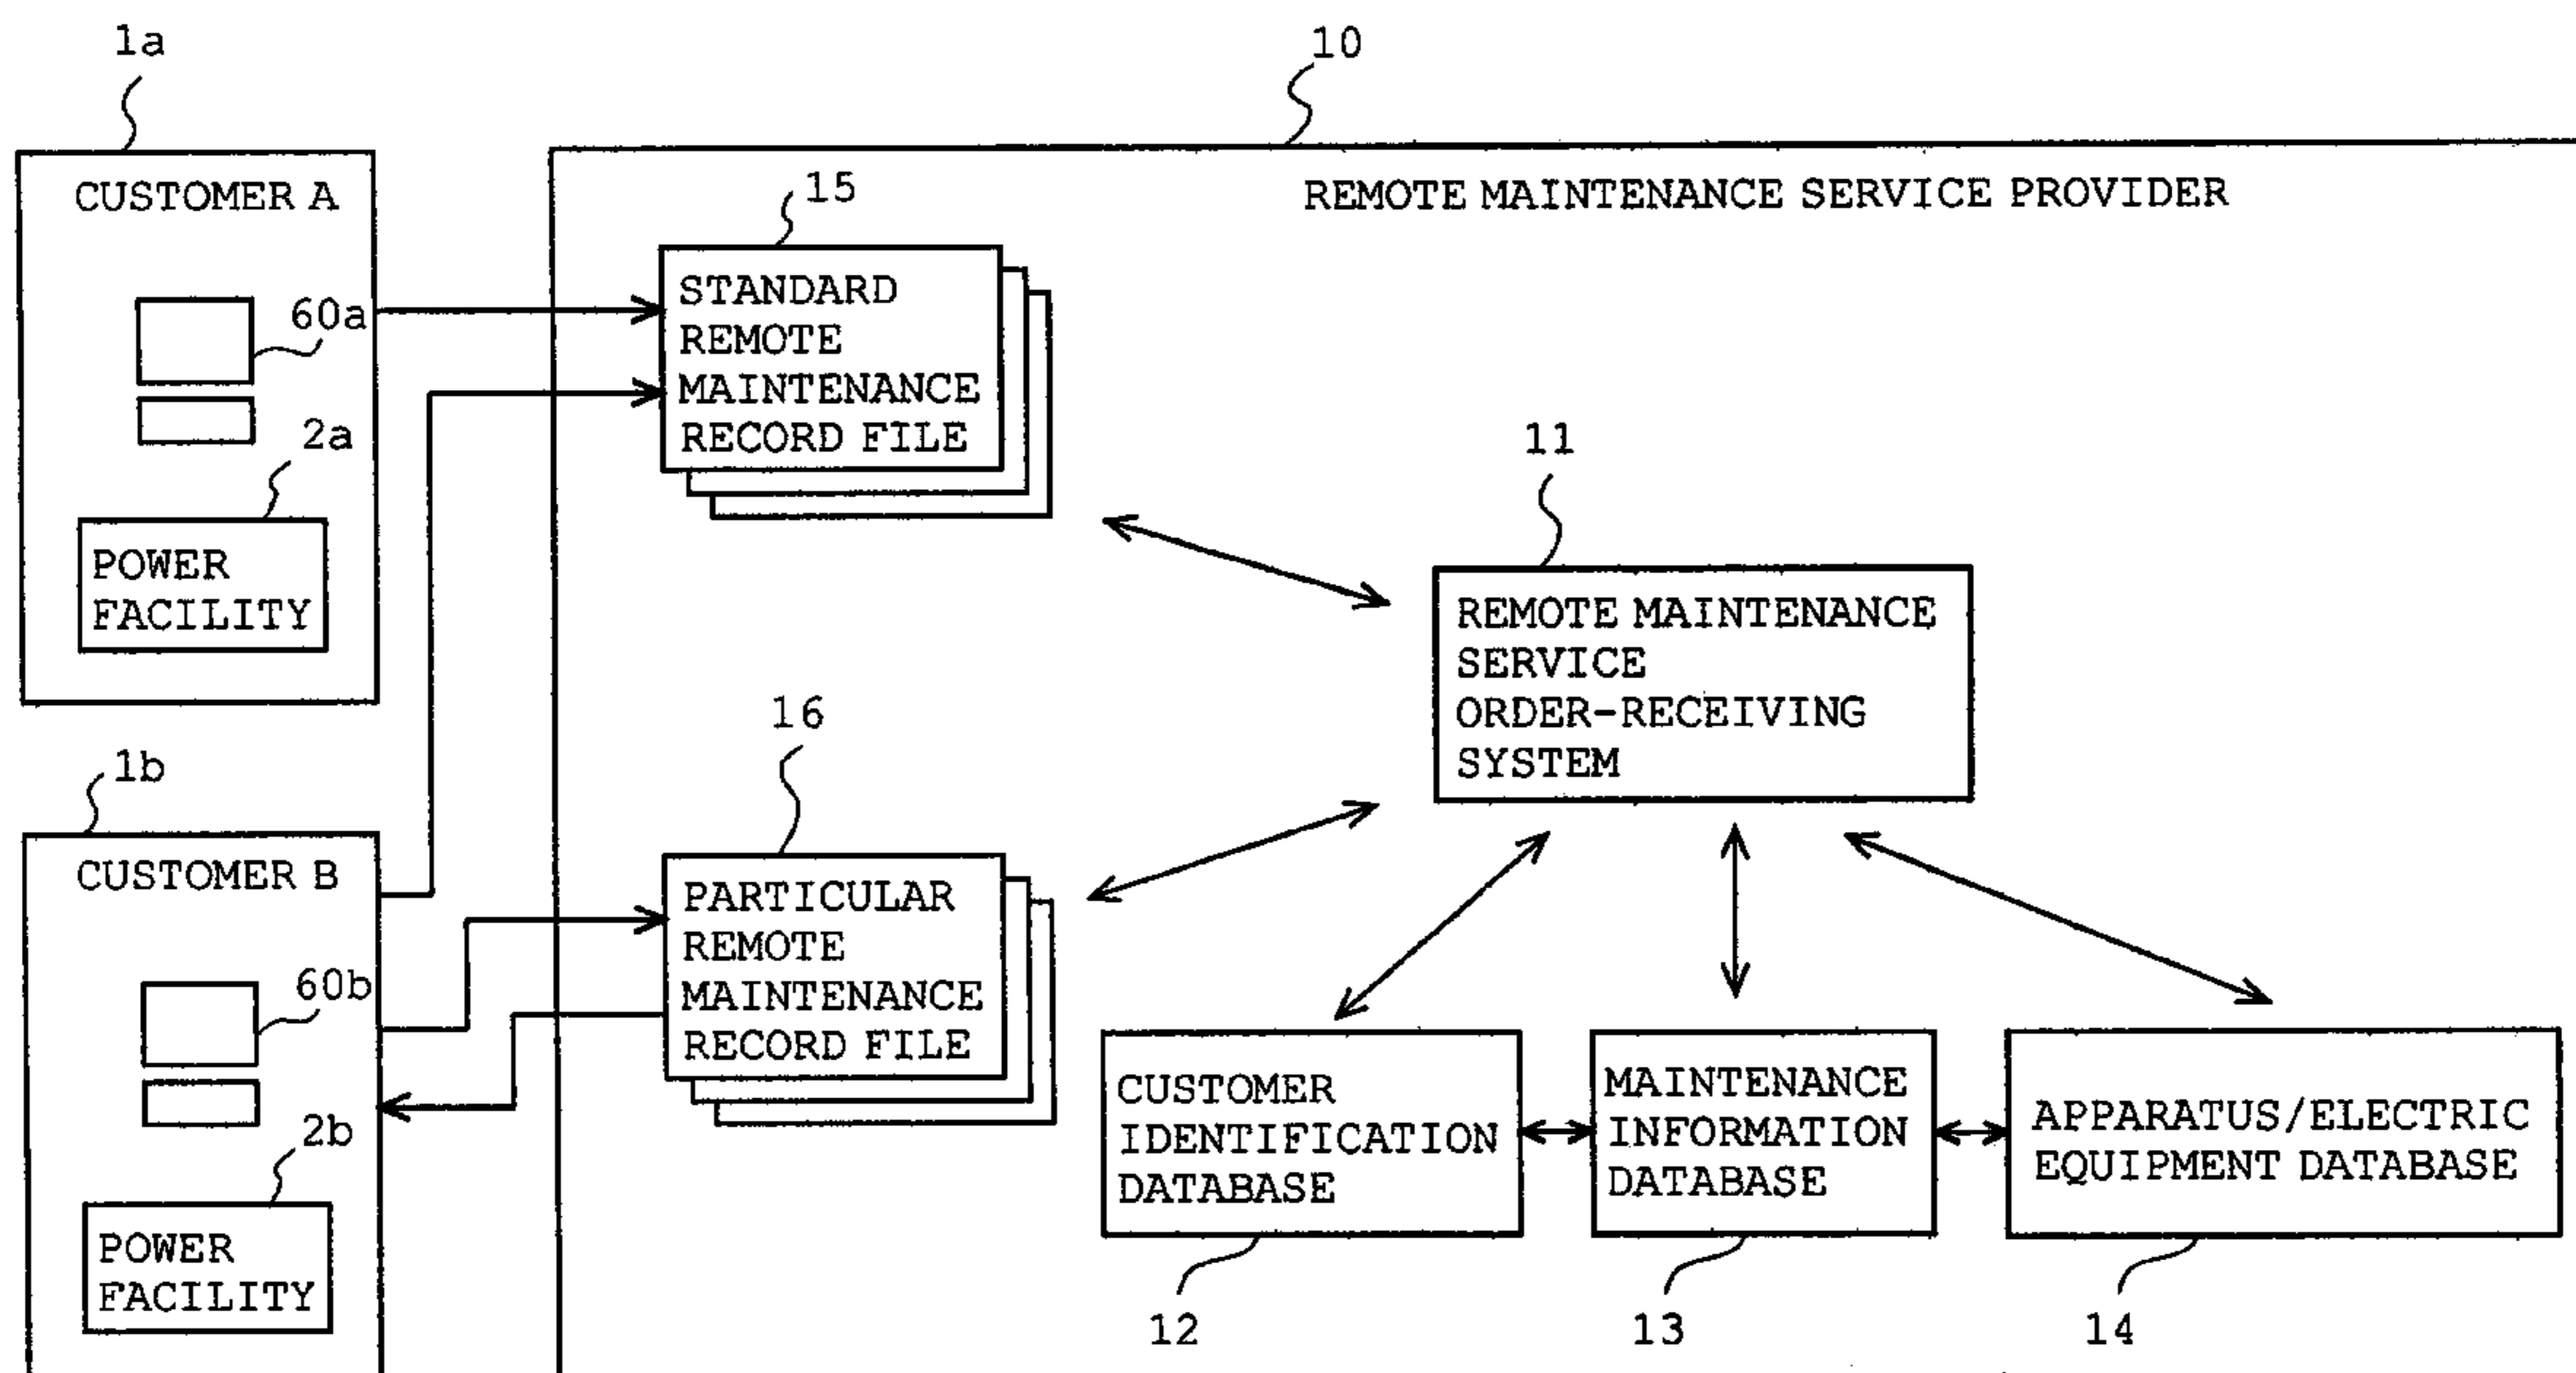 1a
10
CUSTOMER A
60a
2a
POWER
FACILITY
REMOTE MAINTENANCE SERVICE PROVIDER
15
STANDARD
REMOTE
MAINTENANCE
RECORD FILE
11
REMOTE MAINTENANCE
SERVICE
ORDER-RECEIVING
SYSTEM
1b
CUSTOMER B
60b
2b
POWER
FACILITY
16
PARTICULAR
REMOTE
MAINTENANCE
RECORD FILE
CUSTOMER
IDENTIFICATION
DATABASE
12
MAINTENANCE
INFORMATION
DATABASE
13
APPARATUS/ELECTRIC
EQUIPMENT DATABASE
14